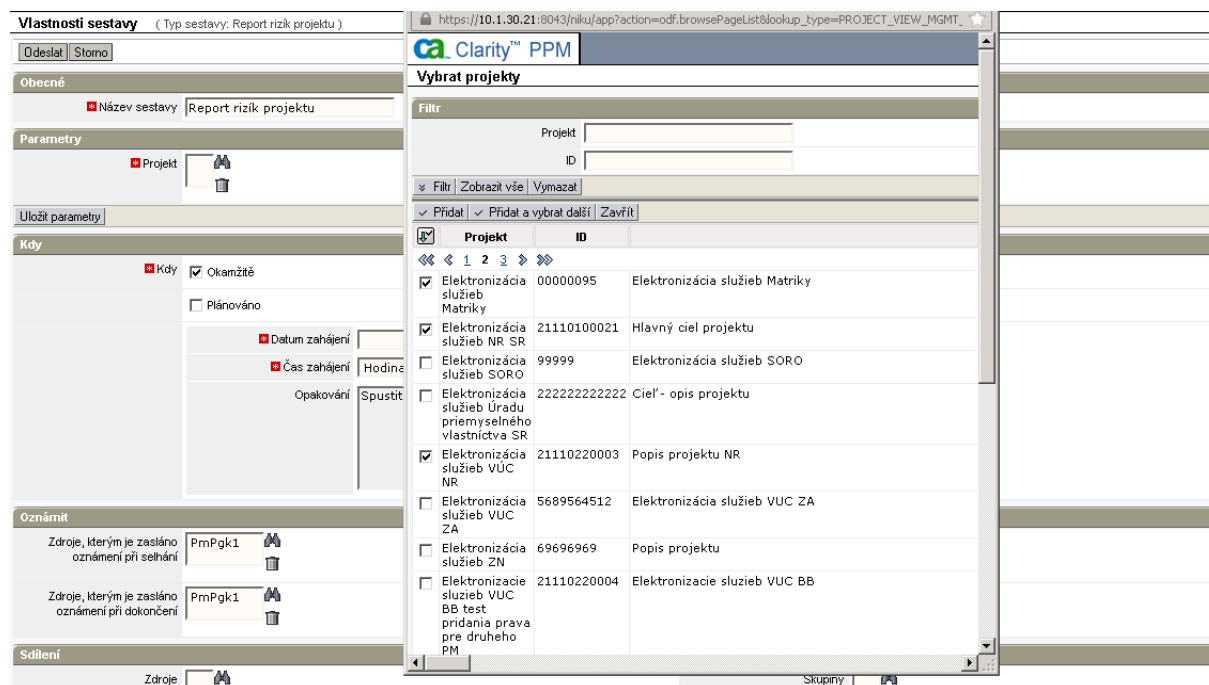 Vlastnosti sestavy ( Typ sestavy: Report rizík projektu )
Odeslat Storno
Obecné
Název sestavy Report rizík projektu
Parametry
Projekt
Uložit parametry
Kdy
Kdy Okamžitě
Plánováno
Datum zahájení
Čas zahájení Hodina
Opakování Spustit
Oznámit
Zdroje, kterým je zasláno
oznámení při selhání
PmPgk1
Zdroje, kterým je zasláno
oznámení při dokončení
PmPgk1
Sdílení
Zdroje
Skupiny
https://10.1.30.21:8043/niku/app?action=odf.browsePageList&lookup_type=PROJECT_VIEW_MGMT_
ca Clarity™ PPM
Vybrat projekty
Filtr
Projekt
ID
Filtr Zobrazit vše Vymazat
Přidat Přidat a vybrat další Zavřít
Projekt ID
1 2 3
Elektronizácia 00000095 Elektronizácia služieb Matriky
služieb
Matriky
Elektronizácia 21110100021 Hlavný ciel projektu
služieb NR SR
Elektronizácia 99999 Elektronizácia služieb SORO
služieb SORO
Elektronizácia 222222222222 Cieľ - opis projektu
služieb Úradu
priemyselného
vlastníctva SR
Elektronizácia 21110220003 Popis projektu NR
služieb VÚC
NR
Elektronizácia 5689564512 Elektronizácia služieb VUC ZA
služieb VUC
ZA
Elektronizácia 69696969 Popis projektu
služieb ZN
Elektronizacie 21110220004 Elektronizacie sluzieb VUC BB
sluzieb VUC
BB test
pridania prava
pre druheho
PM